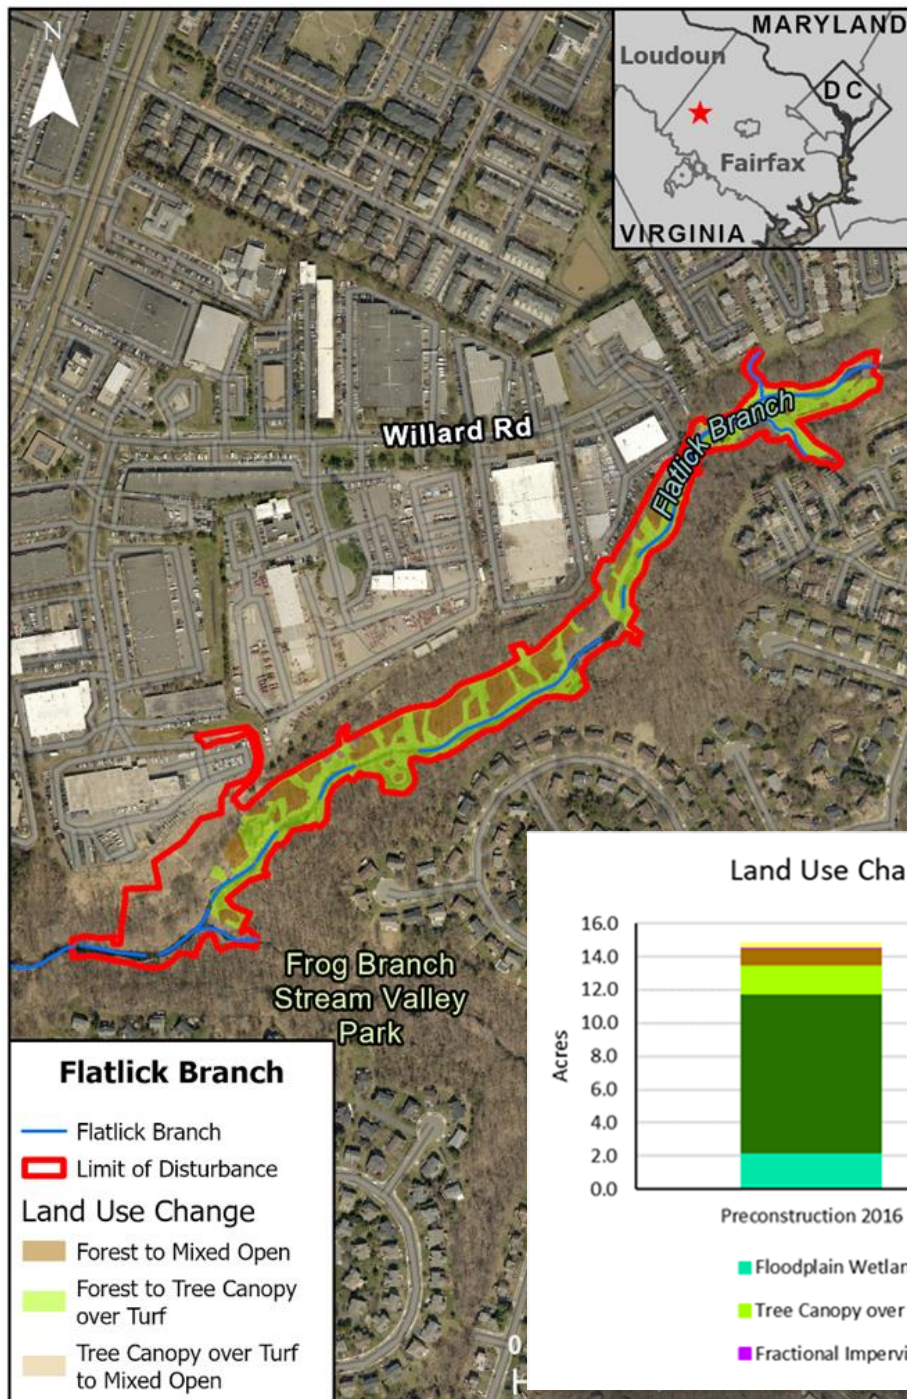 N
MARYLAND
Loudoun
DC
Fairfax
VIRGINIA
Willard Rd
Flatlick Branch
Frog Branch
Stream Valley
Park
Flatlick Branch
Flatlick Branch
Limit of Disturbance
Land Use Change
Forest to Mixed Open
Forest to Tree Canopy
over Turf
Tree Canopy over Turf
to Mixed Open
0
Land Use Cha
16.0
14.0
12.0
10.0
8.0
6.0
4.0
2.0
0.0
Acres
Preconstruction 2016
Floodplain Wetlan
Tree Canopy over
Fractional Impervi